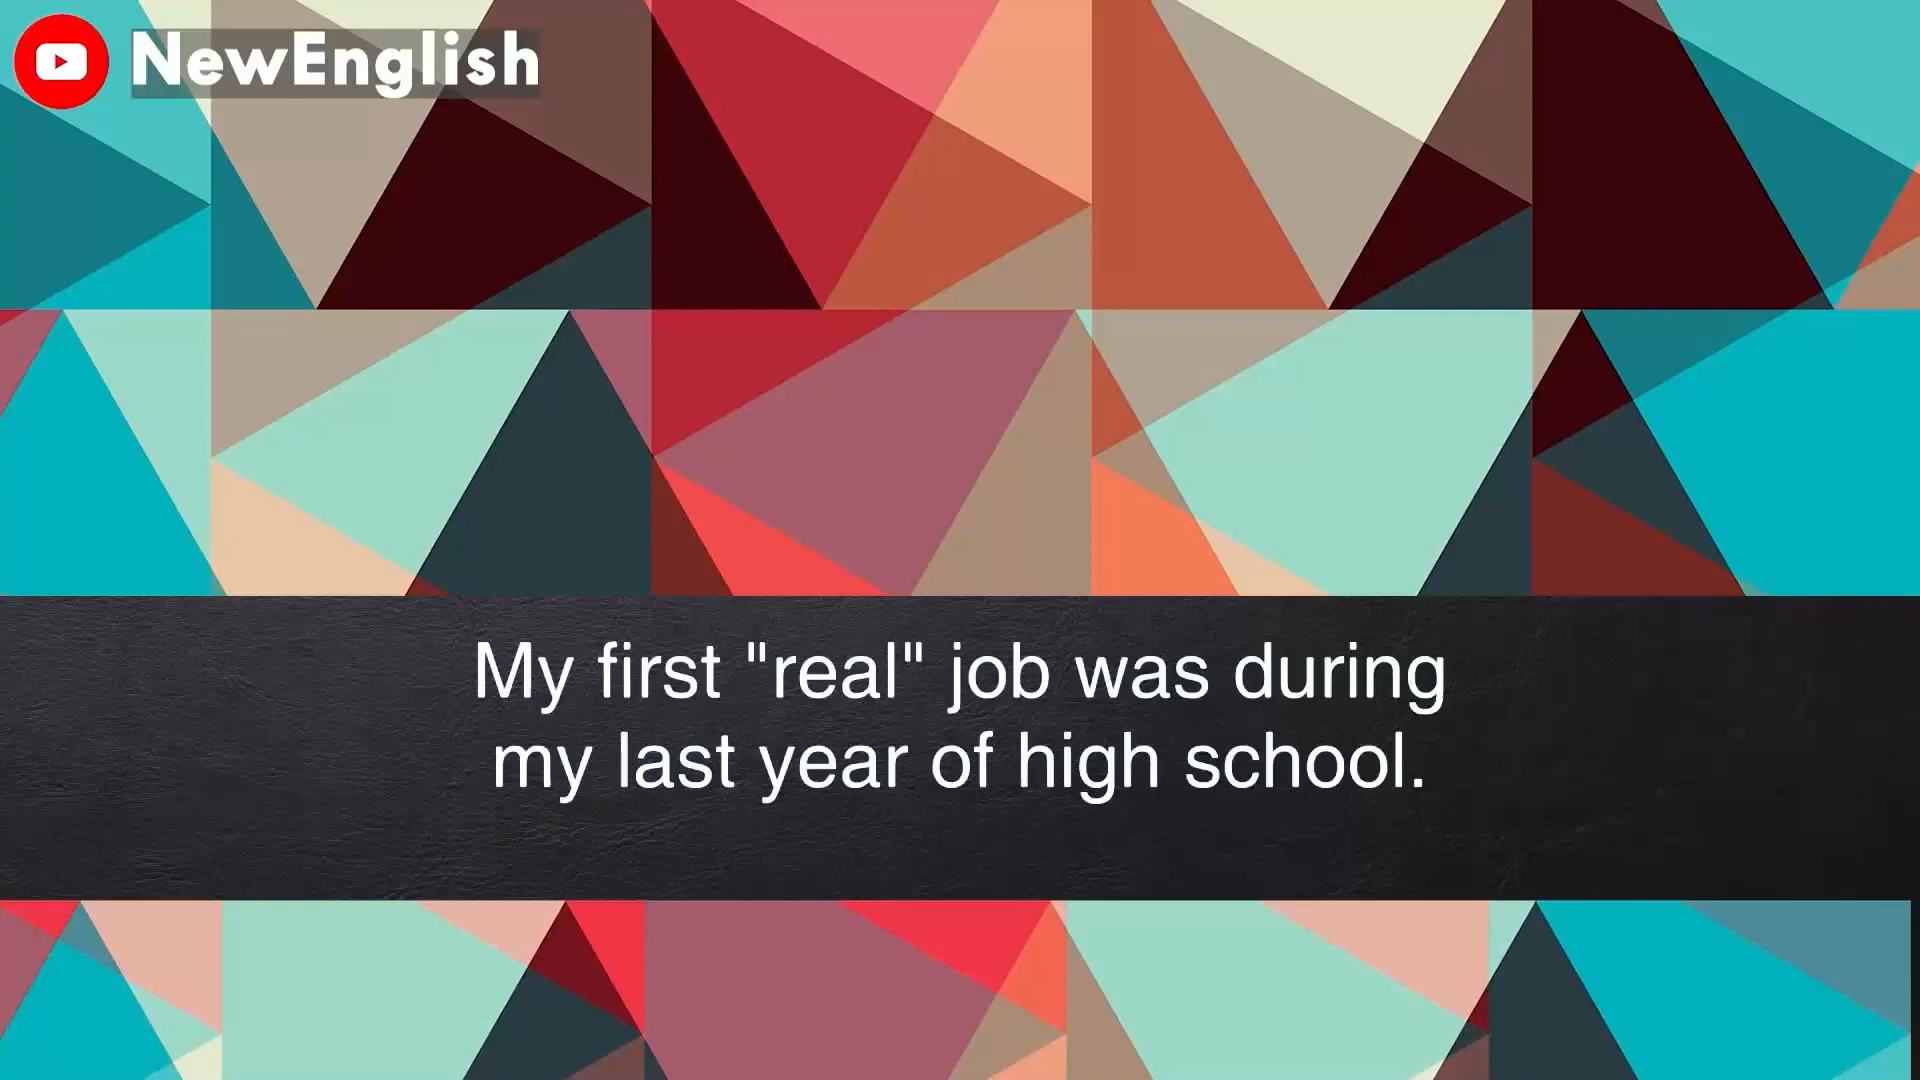 NewEnglish
My first "real" job was during
my last year of high school.